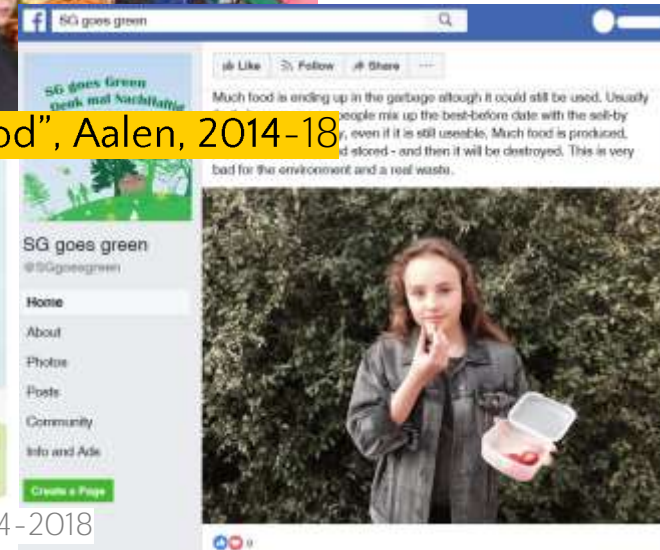 SG goes green
Like Follow Share ...
SG goes Green
Denk mal Nachhaltig
Much food is ending up in the garbage altough it could still be used. Usually
people mix up the best-before date with the sell-by
, even if it is still useable. Much food is produced,
d stored - and then it will be destroyed. This is very
bad for the environment and a real waste.
od”, Aalen, 2014-18
SG goes green
@SGgoesgreen
Home
About
Photos
Posts
Community
Info and Ads
Create a Page
4-2018